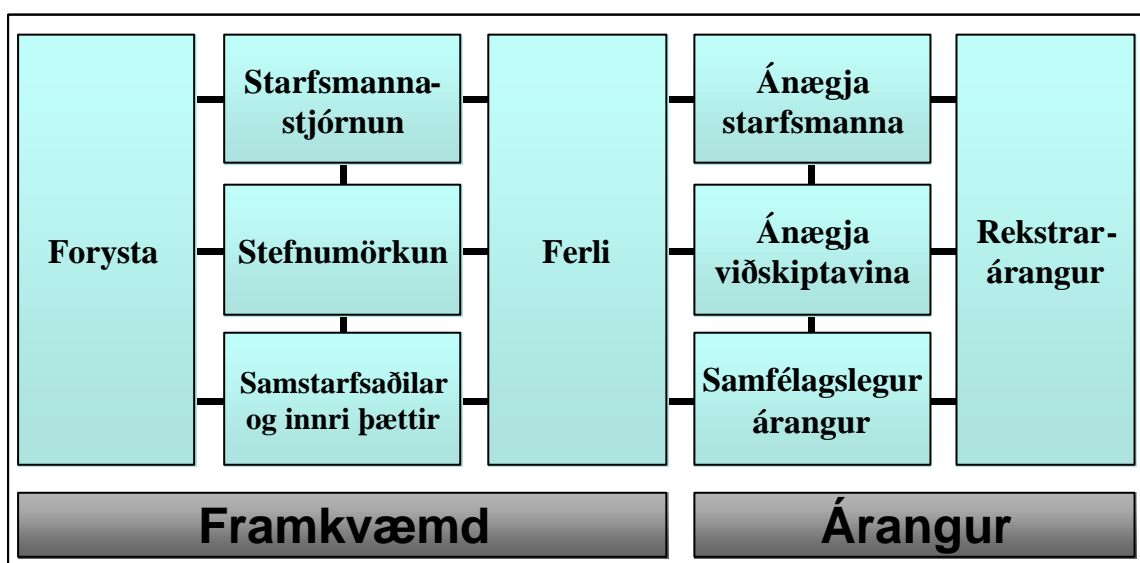 Forysta
Starfsmanna-
stjórnun
Stefnumörkun
Samstarfsaðilar
og innri þættir
Ferli
Ánægja
starfsmanna
Ánægja
viðskiptavina
Samfélagslegur
árangur
Rekstrar-
árangur
Framkvæmd
Árangur